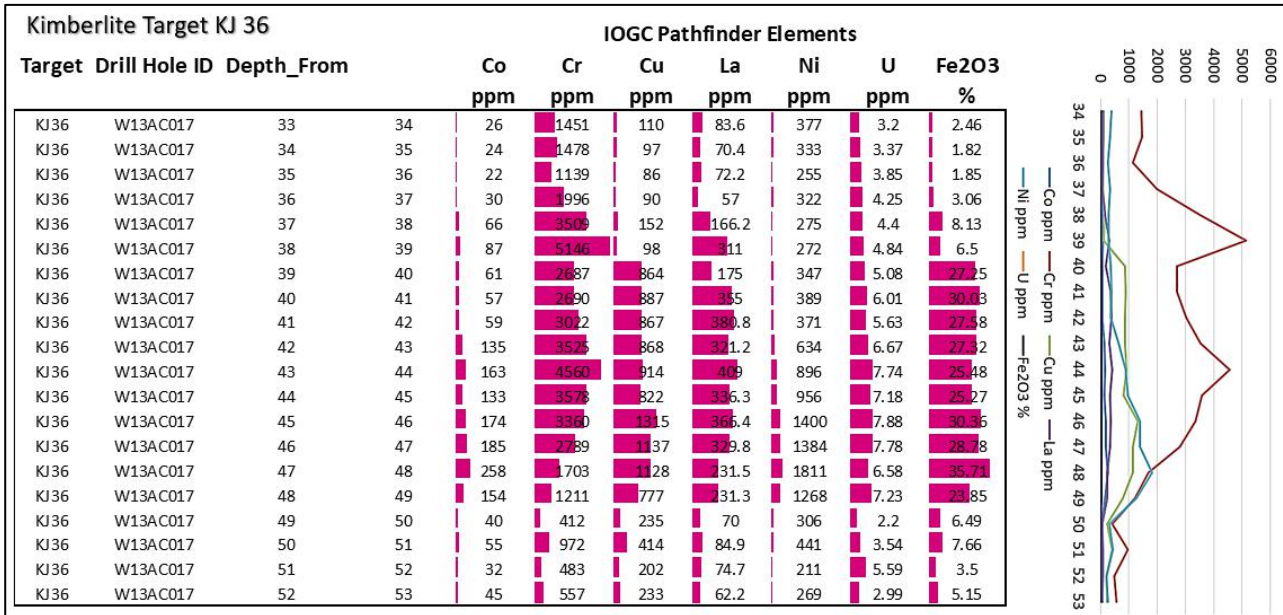 Kimberlite Target KJ 36
IOGC Pathfinder Elements
Target Drill Hole ID Depth_From Co Cr Cu La Ni U Fe2O3
ppm ppm ppm ppm ppm ppm %
KJ36 W13AC017 33 34 26 1451 110 83.6 377 3.2 2.46
KJ36 W13AC017 34 35 24 1478 97 70.4 333 3.37 1.82
KJ36 W13AC017 35 36 22 1139 86 72.2 255 3.85 1.85
KJ36 W13AC017 36 37 30 1996 90 57 322 4.25 3.06
KJ36 W13AC017 37 38 66 3509 152 166.2 275 4.4 8.13
KJ36 W13AC017 38 39 87 5146 98 311 272 4.84 6.5
KJ36 W13AC017 39 40 61 2687 864 175 347 5.08 27.25
KJ36 W13AC017 40 41 57 2690 887 355 389 6.01 30.03
KJ36 W13AC017 41 42 59 3022 867 380.8 371 5.63 27.58
KJ36 W13AC017 42 43 135 3525 868 321.2 634 6.67 27.32
KJ36 W13AC017 43 44 163 4560 914 409 896 7.74 25.48
KJ36 W13AC017 44 45 133 3578 822 336.3 956 7.18 25.27
KJ36 W13AC017 45 46 174 3360 1315 366.4 1400 7.88 30.36
KJ36 W13AC017 46 47 185 2789 1137 329.8 1384 7.78 28.78
KJ36 W13AC017 47 48 258 1703 1128 231.5 1811 6.58 35.71
KJ36 W13AC017 48 49 154 1211 777 231.3 1268 7.23 23.85
KJ36 W13AC017 49 50 40 412 235 70 306 2.2 6.49
KJ36 W13AC017 50 51 55 972 414 84.9 441 3.54 7.66
KJ36 W13AC017 51 52 32 483 202 74.7 211 5.59 3.5
KJ36 W13AC017 52 53 45 557 233 62.2 269 2.99 5.15
0 1000 2000 3000 4000 5000 6000
34 35 36 37 38 39 40 41 42 43 44 45 46 47 48 49 50 51 52 53
Co ppm Cr ppm Cu ppm La ppm
Ni ppm U ppm Fe2O3 %